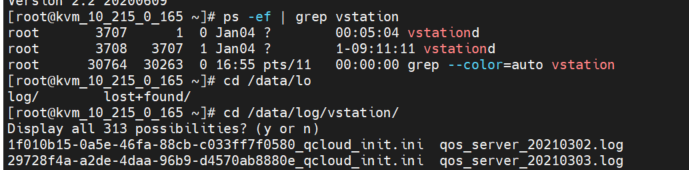 Version 2.2 20200609
[root@kvm_10_215_0_165 ~]# ps -ef | grep vstation
root 3707 1 0 Jan04 ? 00:05:04 vstationd
root 3708 3707 1 Jan04 ? 1-09:11:11 vstationd
root 30764 30263 0 16:55 pts/11 00:00:00 grep --color=auto vstation
[root@kvm_10_215_0_165 ~]# cd /data/lo
log/ lost+found/
[root@kvm_10_215_0_165 ~]# cd /data/log/vstation/
Display all 313 possibilities? (y or n)
1f010b15-0a5e-46fa-88cb-c033ff7f0580_qcloud_init.ini qos_server_20210302.log
29728f4a-a2de-4daa-96b9-d4570ab8880e_qcloud_init.ini qos_server_20210303.log